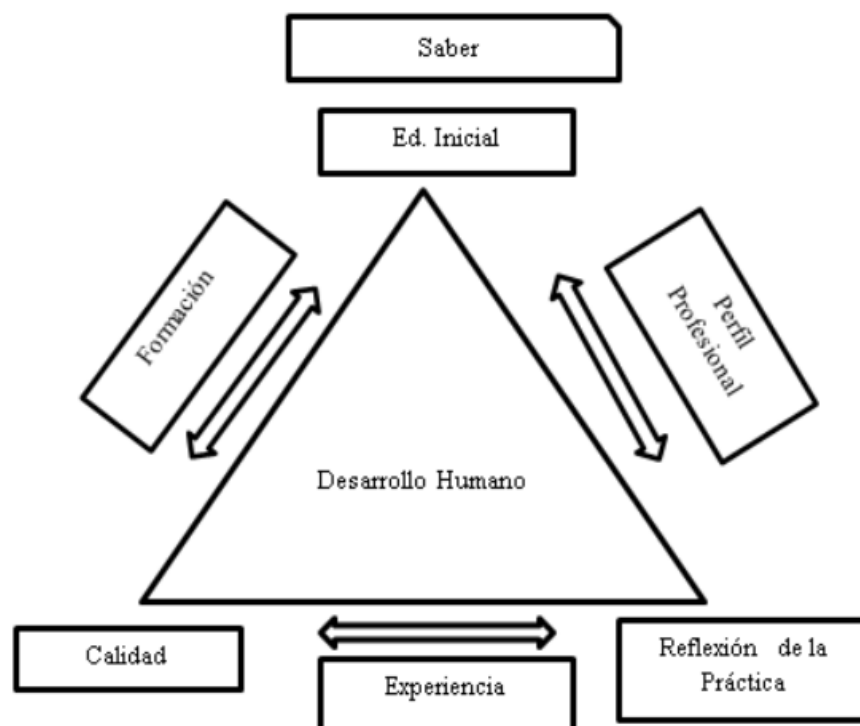 Saber
Ed. Inicial
Formación
Perfil
Profesional
Desarrollo Humano
Calidad
Experiencia
Reflexión de la
Práctica